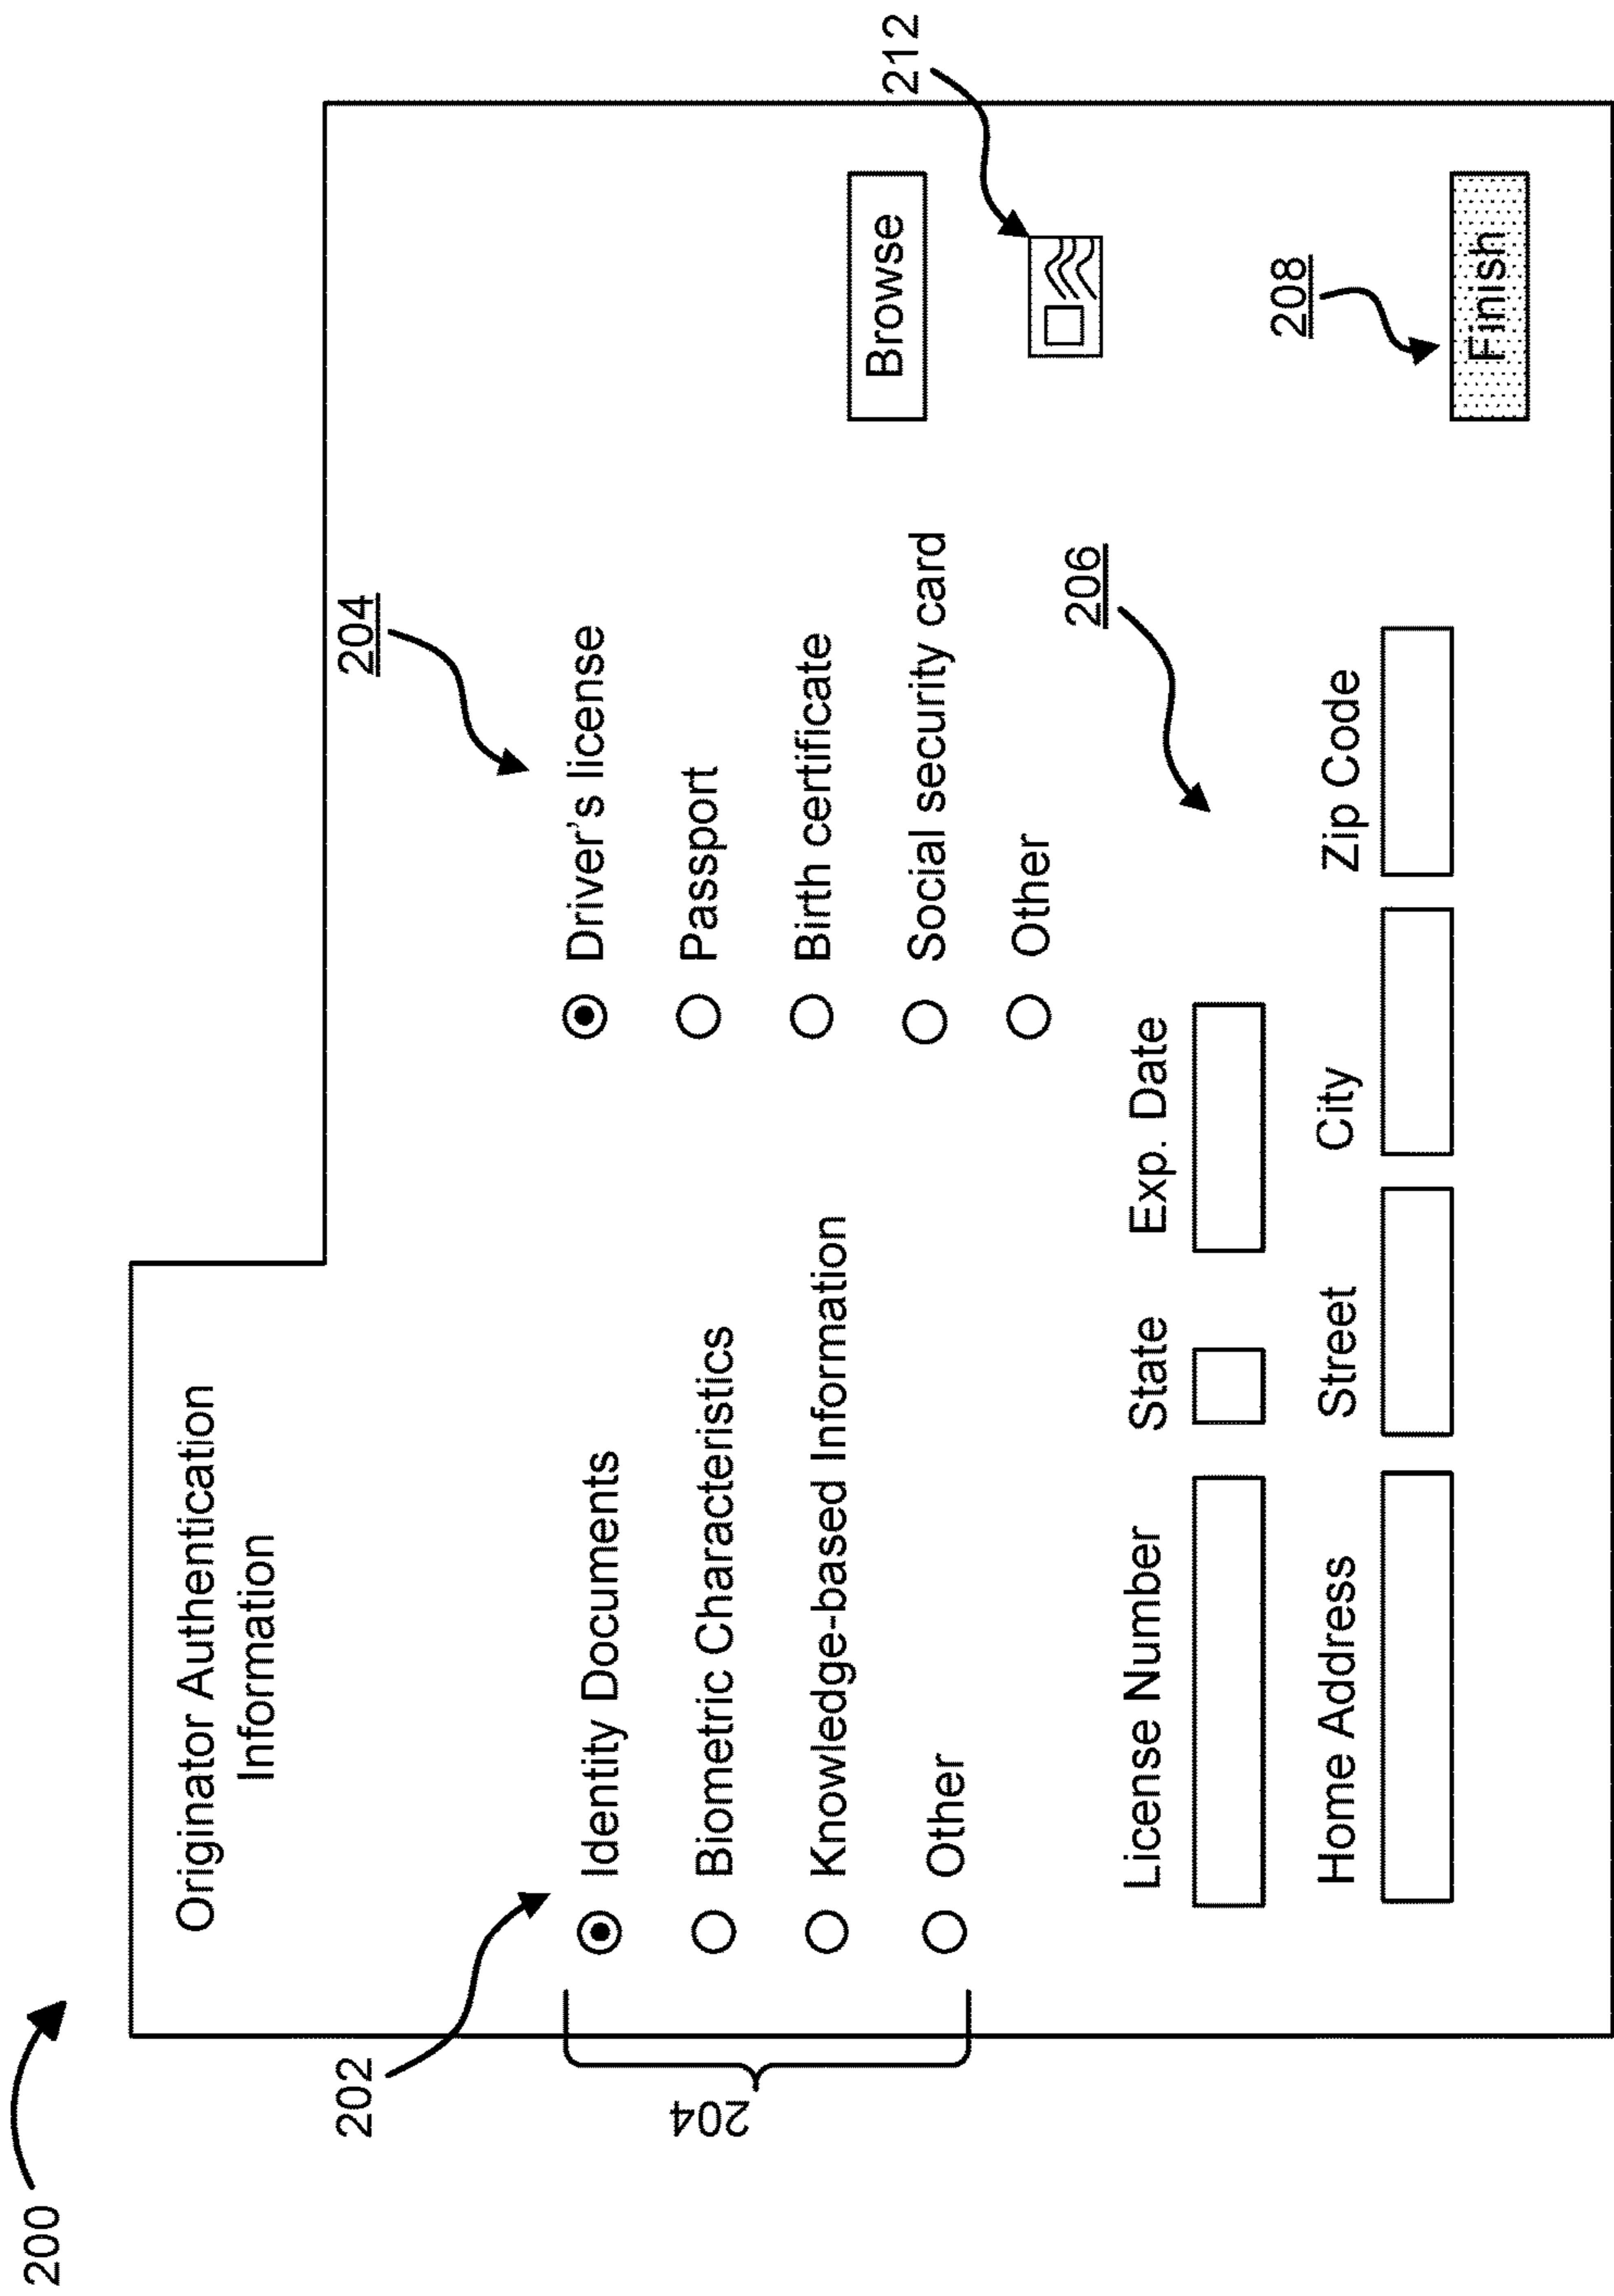 200
Originator Authentication
Information
202
204
204
Identity Documents
Biometric Characteristics
Knowledge-based Information
Other
Driver's license
Passport
Birth certificate
Social security card
Other
Browse
212
206
License Number
State
Exp. Date
Home Address
Street
City
Zip Code
208
Finish